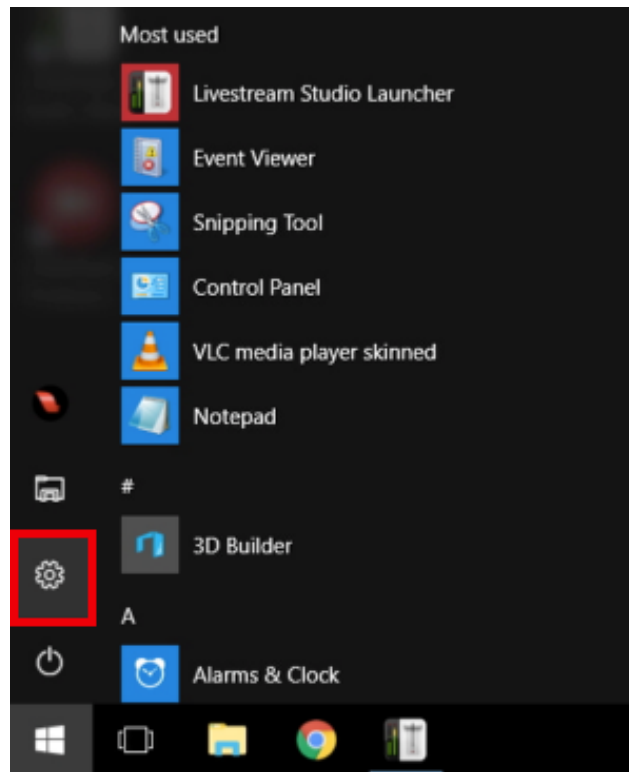 Most used
Livestream Studio Launcher
Event Viewer
Snipping Tool
Control Panel
VLC media player skinned
Notepad
#
3D Builder
A
Alarms & Clock